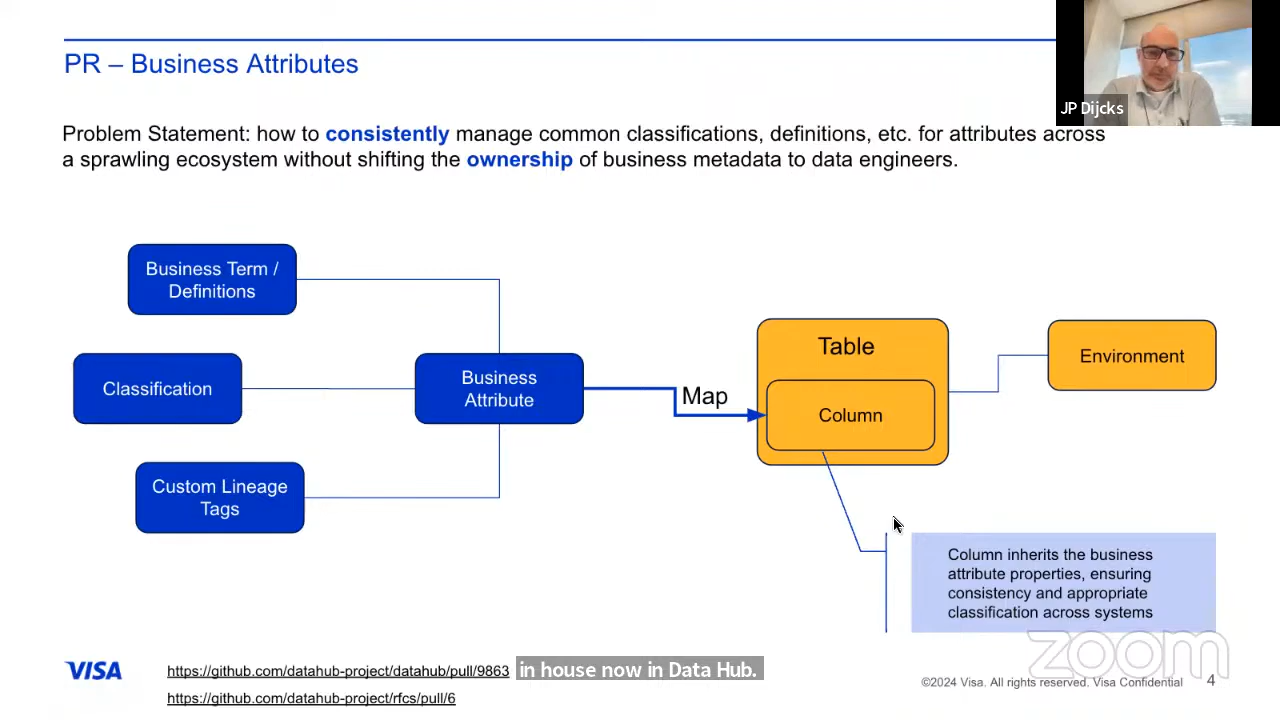 PR – Business Attributes
JP Dijcks
Problem Statement: how to consistently manage common classifications, definitions, etc. for attributes across
a sprawling ecosystem without shifting the ownership of business metadata to data engineers.
Business Term /
Definitions
Classification
Custom Lineage
Tags
Business
Attribute
Map
Table
Column
Environment
Column inherits the business
attribute properties, ensuring
consistency and appropriate
classification across systems
zoom
VISA
https://github.com/datahub-project/datahub/pull/9863
https://github.com/datahub-project/rfcs/pull/6
in house now in Data Hub.
©2024 Visa. All rights reserved. Visa Confidential
4